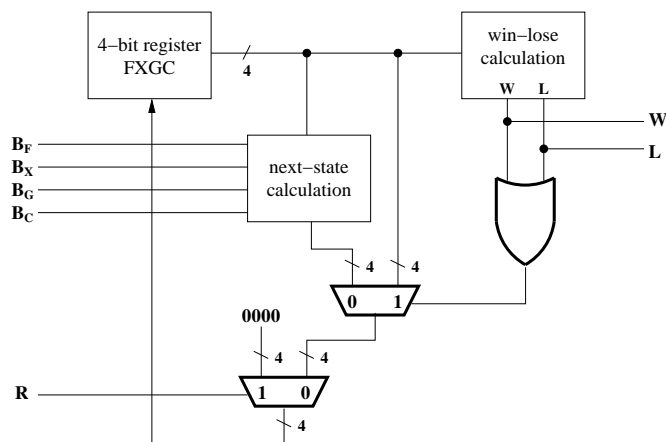 4−bit register
FXGC
4
win−lose
calculation
W L
W
L
B_F
B_X
B_G
B_C
next−state
calculation
4 4
0 1
0000
4 4
R
1 0
4